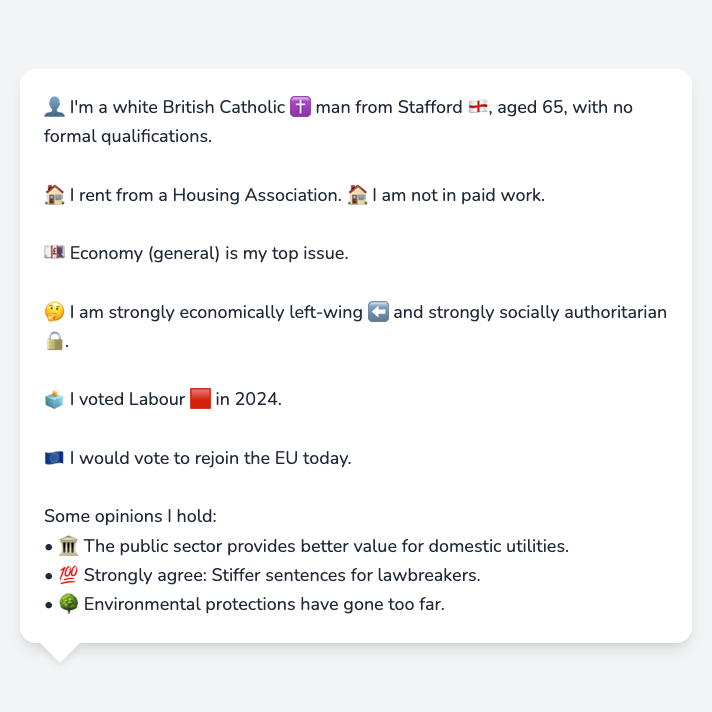 👤 I'm a white British Catholic ✝️ man from Stafford 🏴󠁧󠁢󠁥󠁮󠁧󠁿, aged 65, with no
formal qualifications.
🏠 I rent from a Housing Association. 🏠 I am not in paid work.
💷 Economy (general) is my top issue.
🤔 I am strongly economically left-wing ⬅️ and strongly socially authoritarian
🔒.
🗳️ I voted Labour 🟥 in 2024.
🇪🇺 I would vote to rejoin the EU today.
Some opinions I hold:
• 🏛️ The public sector provides better value for domestic utilities.
• 💯 Strongly agree: Stiffer sentences for lawbreakers.
• 🌳 Environmental protections have gone too far.